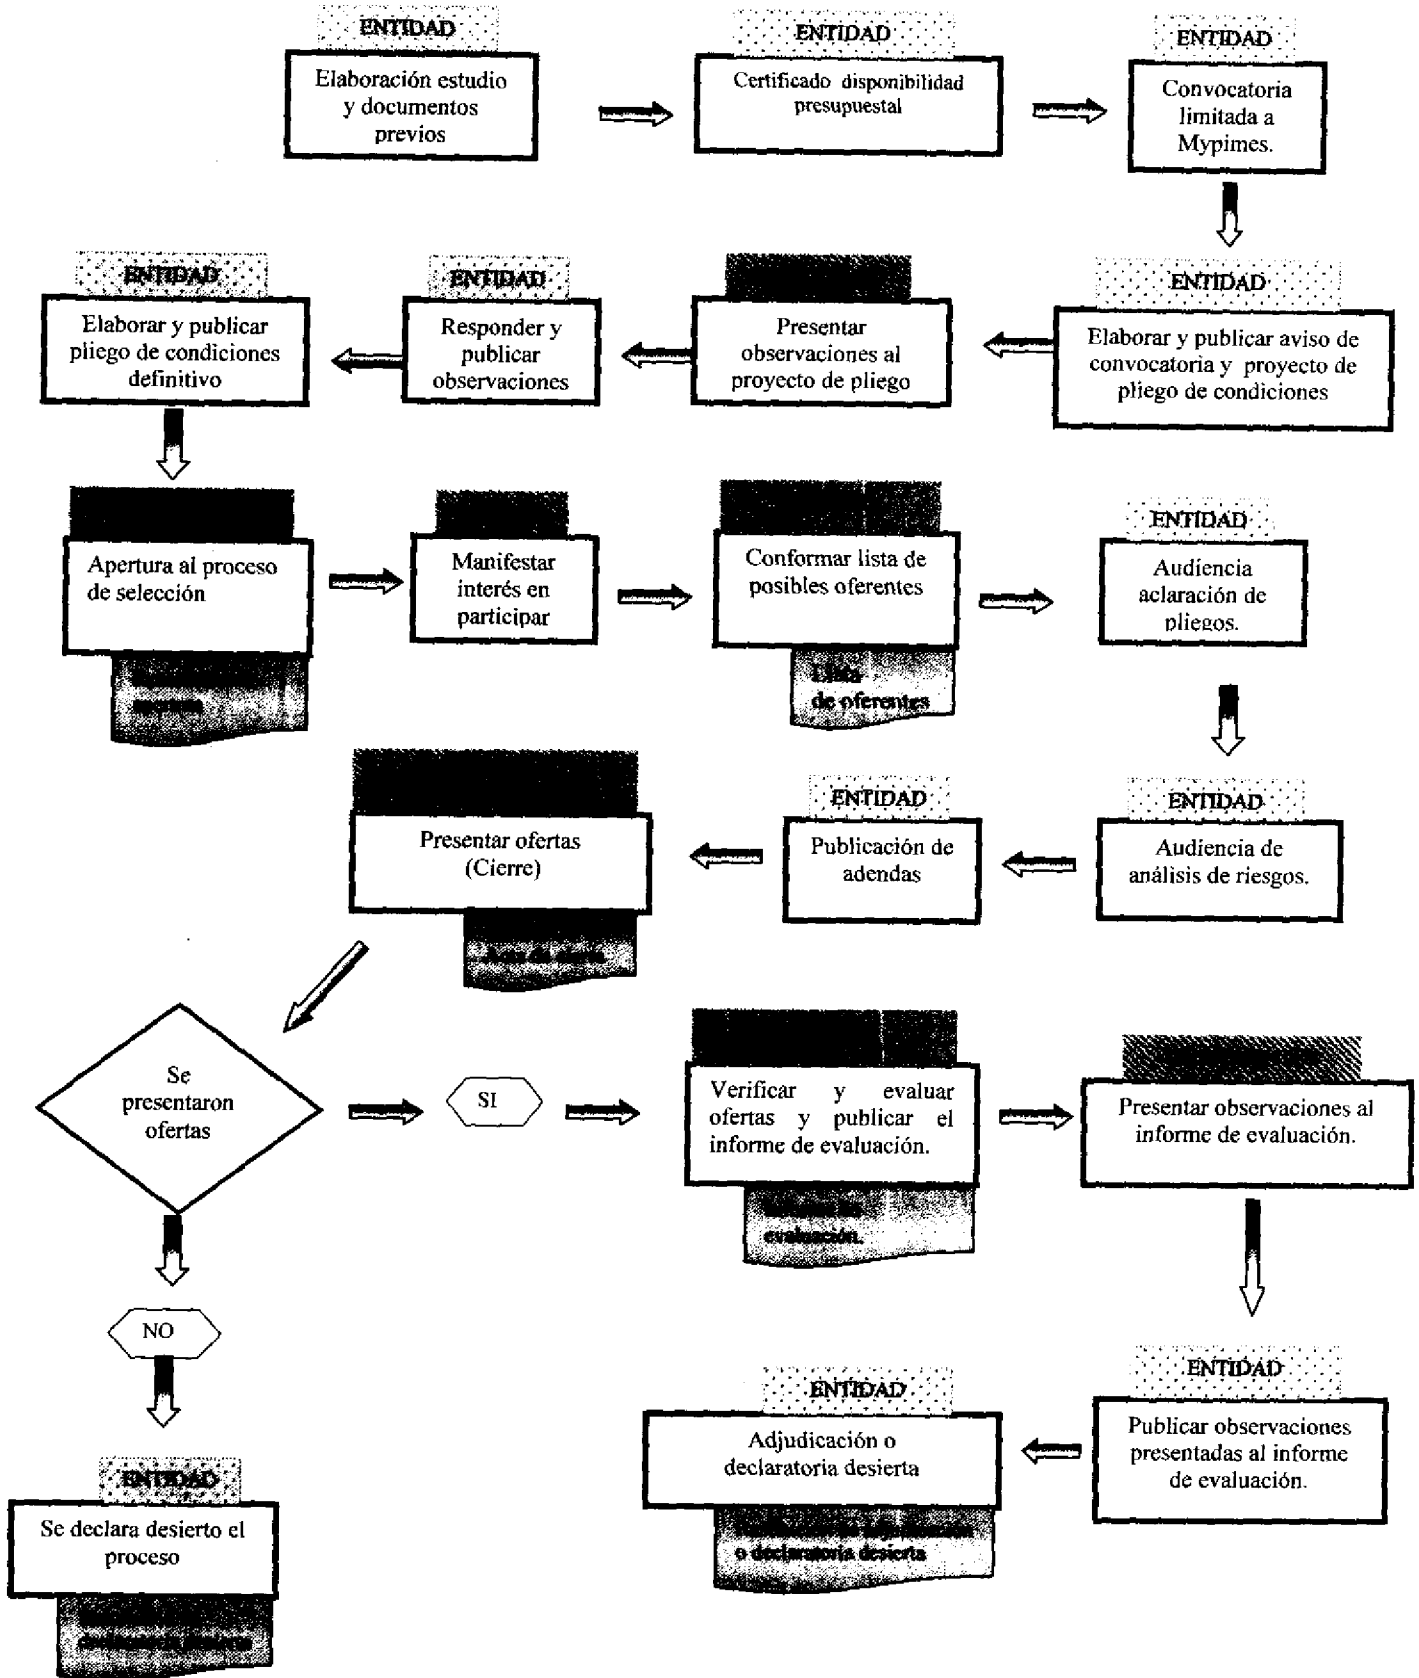 ENTIDAD
Elaboración estudio
y documentos
previos
ENTIDAD
Certificado disponibilidad
presupuestal
ENTIDAD
Convocatoria
limitada a
Mypimes.
ENTIDAD
Elaborar y publicar aviso de
convocatoria y proyecto de
pliego de condiciones
Presentar
observaciones al
proyecto de pliego
ENTIDAD
Responder y
publicar
observaciones
ENTIDAD
Elaborar y publicar
pliego de condiciones
definitivo
Apertura al proceso
de selección
Manifestar
interés en
participar
Conformar lista de
posibles oferentes
Lista
de oferentes
ENTIDAD
Audiencia
aclaración de
pliegos.
ENTIDAD
Audiencia de
análisis de riesgos.
ENTIDAD
Publicación de
adendas
Presentar ofertas
(Cierre)
Acta de cierre
Se
presentaron
ofertas
SI
Verificar y evaluar
ofertas y publicar el
informe de evaluación.
evaluación.
Presentar observaciones al
informe de evaluación.
ENTIDAD
Publicar observaciones
presentadas al informe
de evaluación.
ENTIDAD
Adjudicación o
declaratoria desierta
o declaratoria desierta
NO
ENTIDAD
Se declara desierto el
proceso
declaratoria desierta